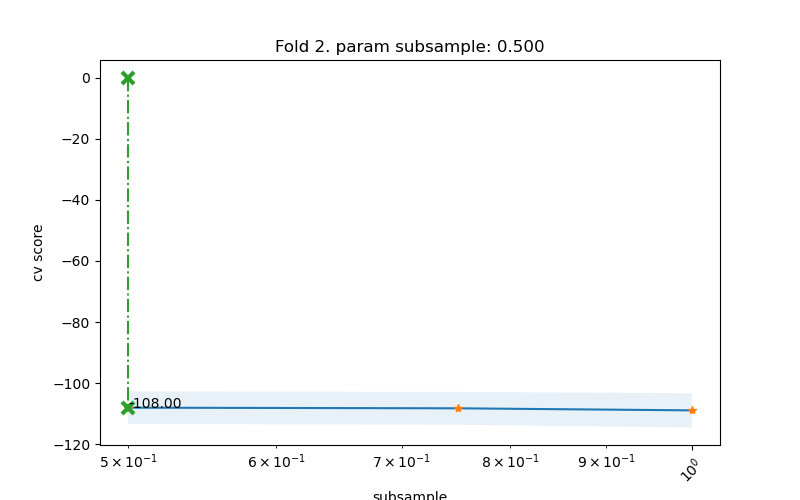 Fold 2. param subsample: 0.500
cv score
0
−20
−40
−60
−80
−100
−120
-108.00
5 × 10⁻¹
6 × 10⁻¹
7 × 10⁻¹
8 × 10⁻¹
9 × 10⁻¹
10⁰
subsample